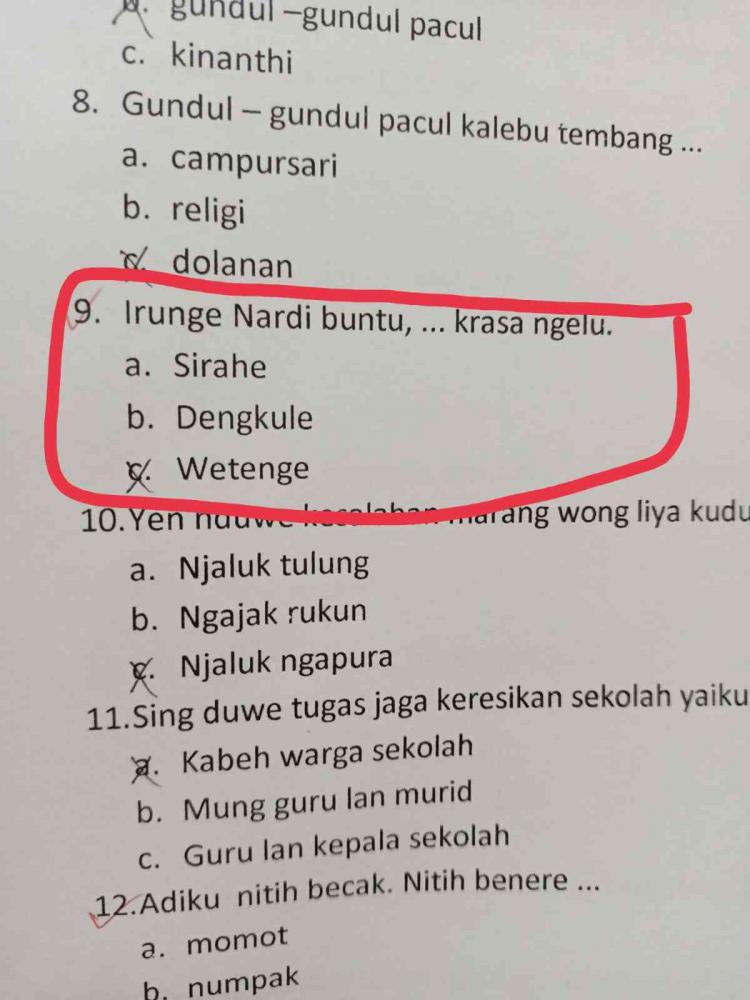 gundul –gundul pacul
c. kinanthi
8. Gundul – gundul pacul kalebu tembang ...
a. campursari
b. religi
c. dolanan
9. Irunge Nardi buntu, ... krasa ngelu.
a. Sirahe
b. Dengkule
c. Wetenge
10.Yen marang wong liya kudu
a. Njaluk tulung
b. Ngajak rukun
c. Njaluk ngapura
11.Sing duwe tugas jaga keresikan sekolah yaiku
a. Kabeh warga sekolah
b. Mung guru lan murid
c. Guru lan kepala sekolah
12.Adiku nitih becak. Nitih benere ...
a. momot
b. numpak